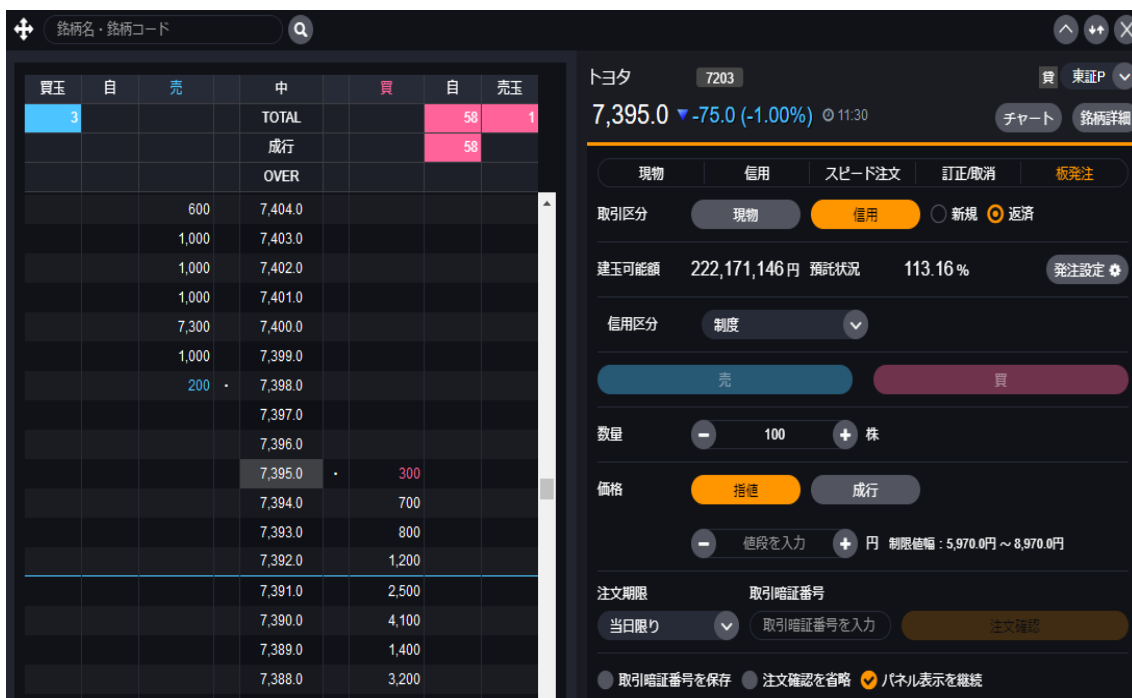 銘柄名・銘柄コード
買玉 自 売 中 買 自 売玉
3 TOTAL 58 1
成行 58
OVER
600 7,404.0
1,000 7,403.0
1,000 7,402.0
1,000 7,401.0
7,300 7,400.0
1,000 7,399.0
200 7,398.0
7,397.0
7,396.0
7,395.0 300
7,394.0 700
7,393.0 800
7,392.0 1,200
7,391.0 2,500
7,390.0 4,100
7,389.0 1,400
7,388.0 3,200
トヨタ 7203 貸 東証P
7,395.0 ▼-75.0 (-1.00%) 11:30 チャート 銘柄詳細
現物 信用 スピード注文 訂正/取消 板発注
取引区分 現物 信用 新規 返済
建玉可能額 222,171,146 円 預託状況 113.16 % 発注設定
信用区分 制度
売 買
数量 100 株
価格 指値 成行
値段を入力 円 制限値幅 : 5,970.0円 ~ 8,970.0円
注文期限 取引暗証番号
当日限り 取引暗証番号を入力 注文確認
取引暗証番号を保存 注文確認を省略 パネル表示を継続